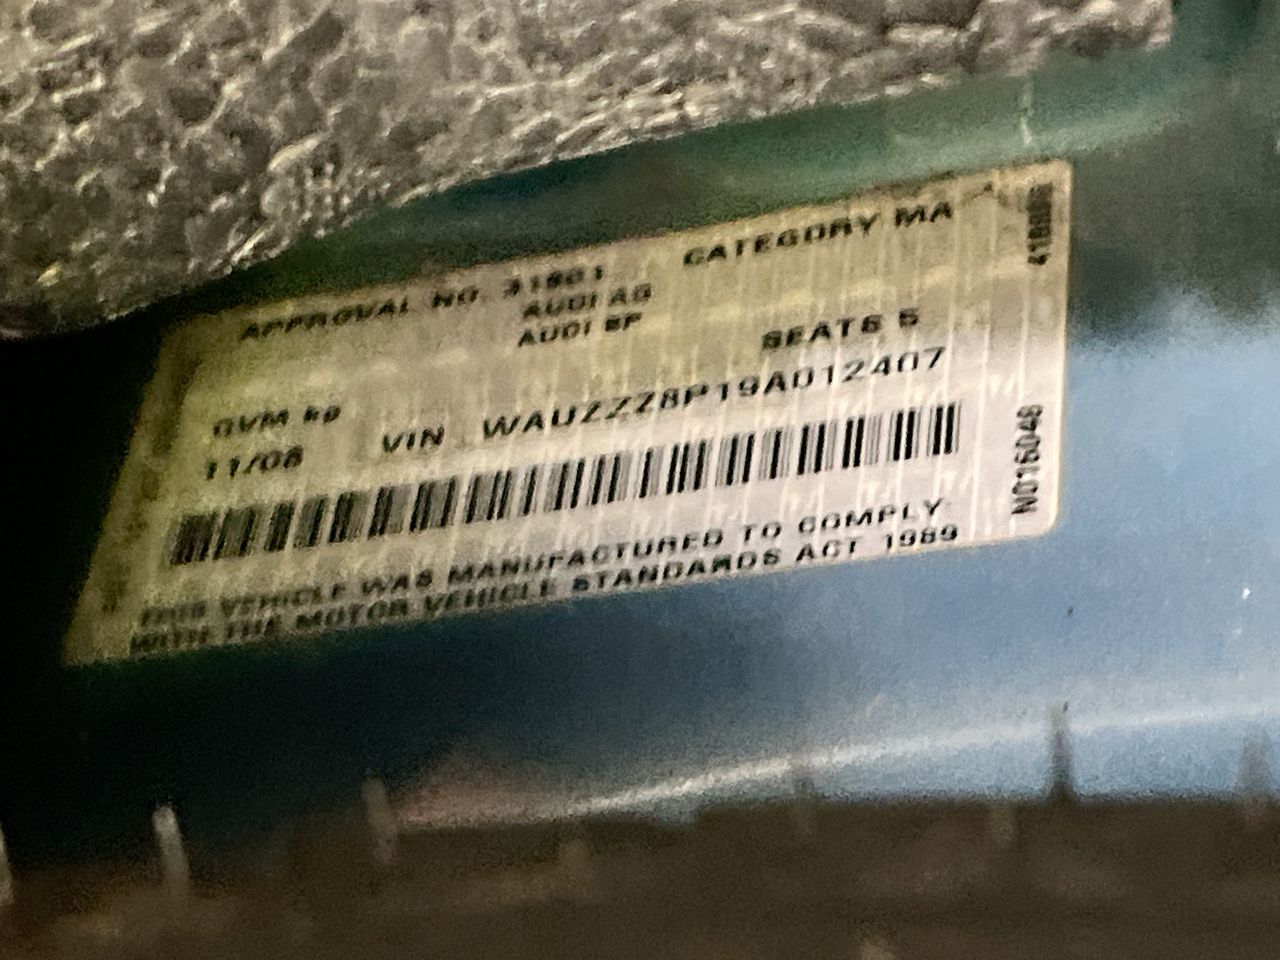 APPROVAL NO. 31801 CATEGORY MA
AUDI AG
AUDI 8P
SEATS 5
GVM kg
11/08 VIN WAUZZZ8P19A012407
THIS VEHICLE WAS MANUFACTURED TO COMPLY
WITH THE MOTOR VEHICLE STANDARDS ACT 1989
N016048